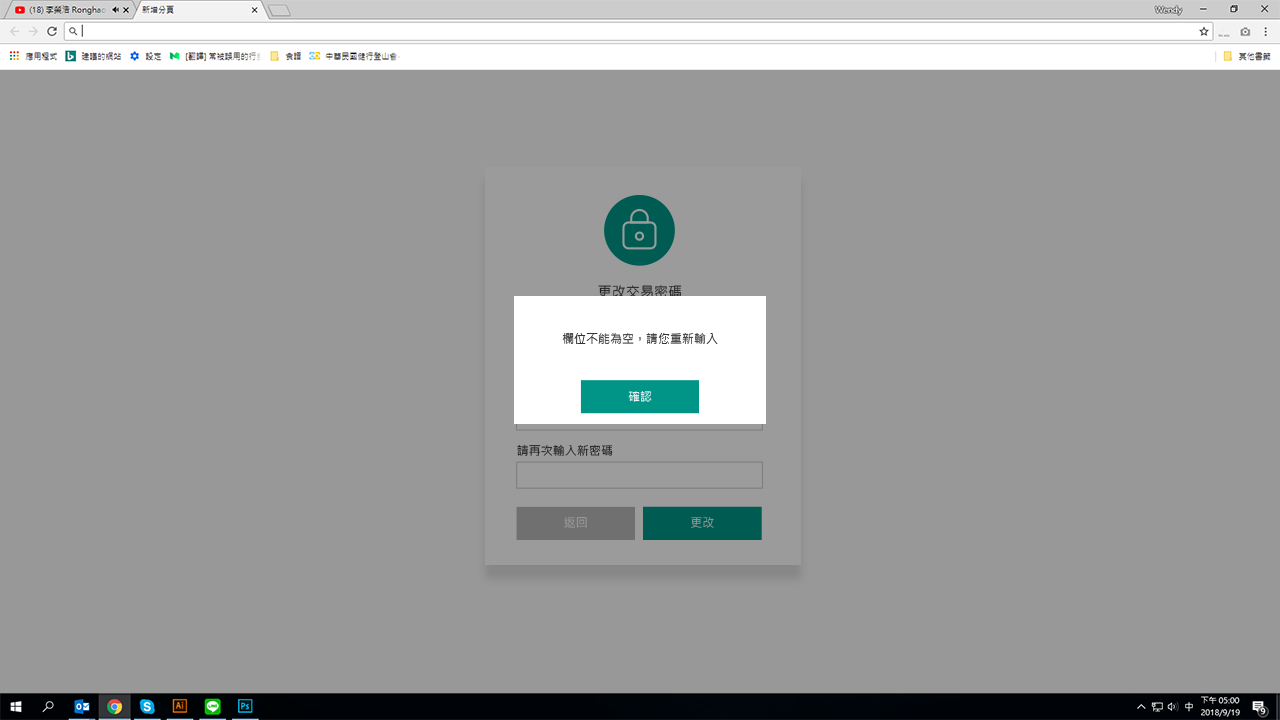 (18) 李榮浩 Ronghao
新增分頁
Wendy
應用程式
建議的網站
設定
[翻譯] 常被誤用的行
食譜
中華民國健行登山會
其他書籤
更改交易密碼
欄位不能為空，請您重新輸入
確認
請再次輸入新密碼
返回
更改
中
下午 05:00
2018/9/19
9